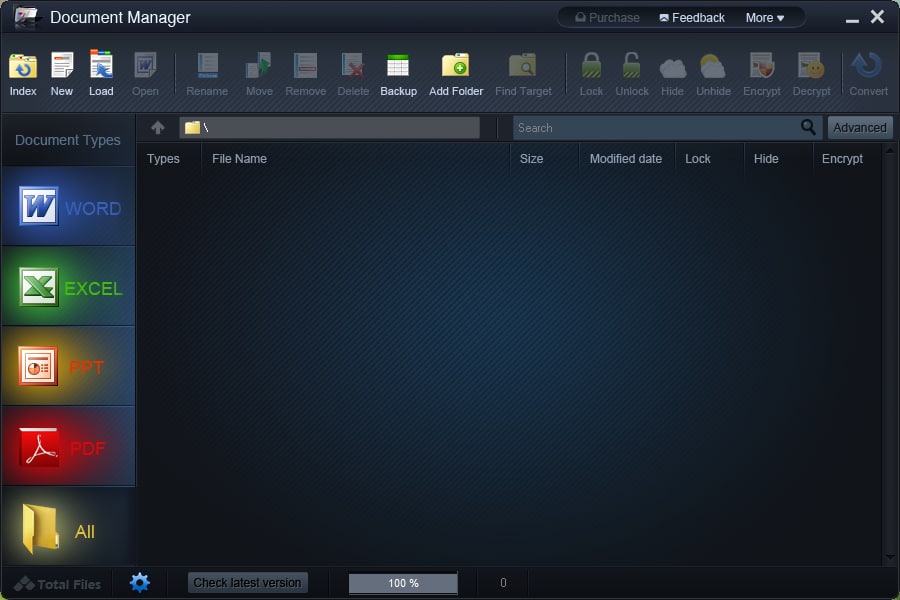 Document Manager
Purchase Feedback More
Index New Load Open Rename Move Remove Delete Backup Add Folder Find Target Lock Unlock Hide Unhide Encrypt Decrypt Convert
Document Types
\ Search Advanced
Types File Name Size Modified date Lock Hide Encrypt
WORD
EXCEL
PPT
PDF
All
Total Files Check latest version 100 % 0